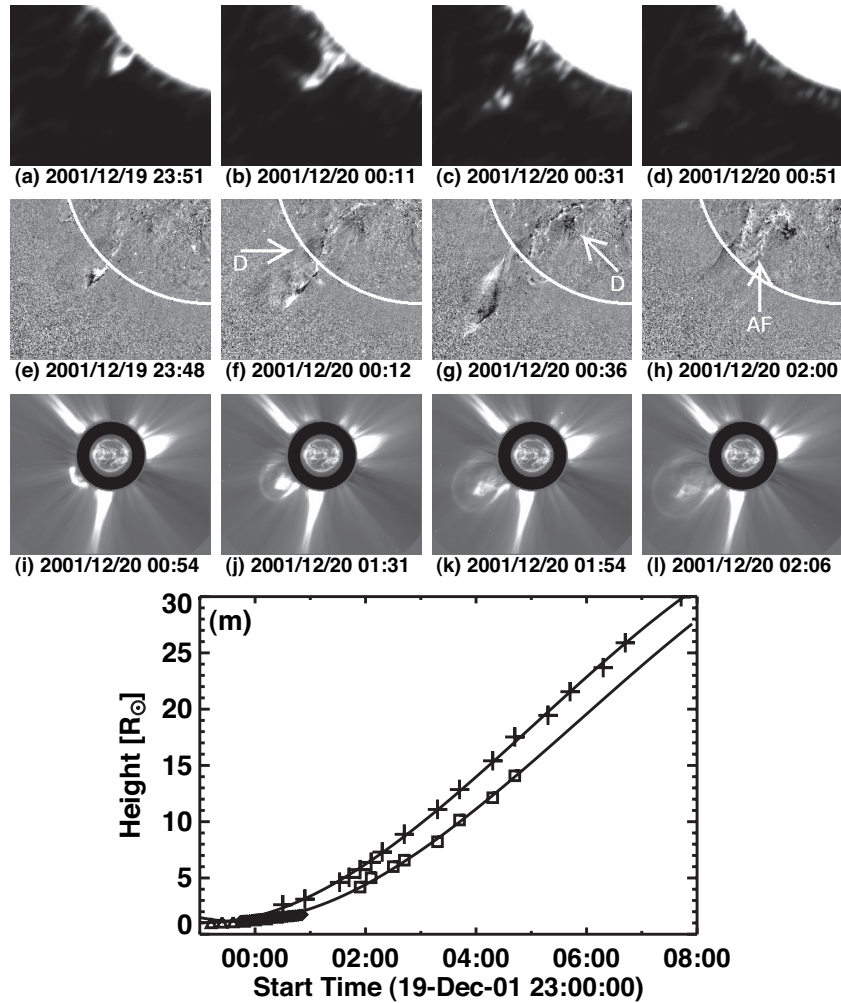 (a) 2001/12/19 23:51 (b) 2001/12/20 00:11 (c) 2001/12/20 00:31 (d) 2001/12/20 00:51
D
D
AF
(e) 2001/12/19 23:48 (f) 2001/12/20 00:12 (g) 2001/12/20 00:36 (h) 2001/12/20 02:00
(i) 2001/12/20 00:54 (j) 2001/12/20 01:31 (k) 2001/12/20 01:54 (l) 2001/12/20 02:06
(m)
Height [R☉]
30
25
20
15
10
5
0
00:00 02:00 04:00 06:00 08:00
Start Time (19-Dec-01 23:00:00)